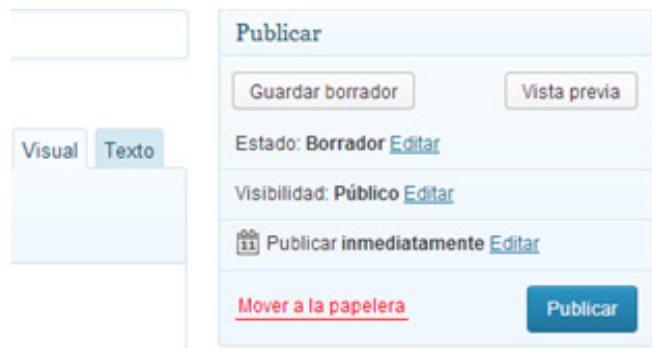 Publicar
Guardar borrador Vista previa
Visual Texto
Estado: Borrador Editar
Visibilidad: Público Editar
11 Publicar inmediatamente Editar
Mover a la papelera Publicar